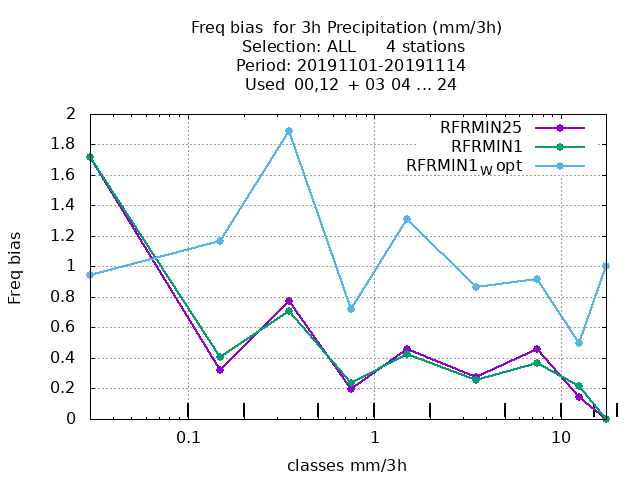 Freq bias  for 3h Precipitation (mm/3h)
Selection: ALL      4 stations
Period: 20191101-20191114
Used  00,12  + 03 04 ... 24
RFRMIN25
RFRMIN1
RFRMIN1W opt
2
1.8
1.6
1.4
1.2
1
0.8
0.6
0.4
0.2
0
Freq bias
0.1 1 10
classes mm/3h